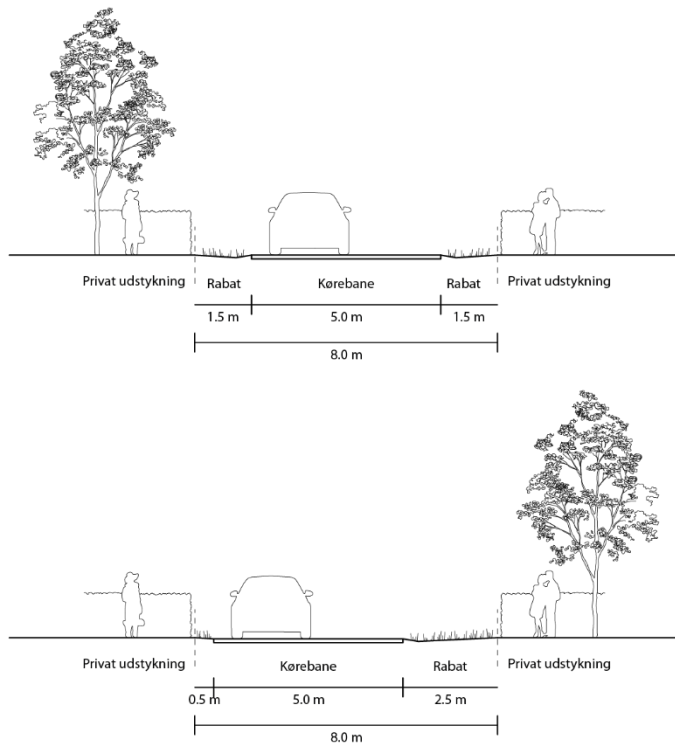 Privat udstykning Rabat Kørebane Rabat Privat udstykning
1.5 m 5.0 m 1.5 m
8.0 m
Privat udstykning Kørebane Rabat Privat udstykning
0.5 m 5.0 m 2.5 m
8.0 m